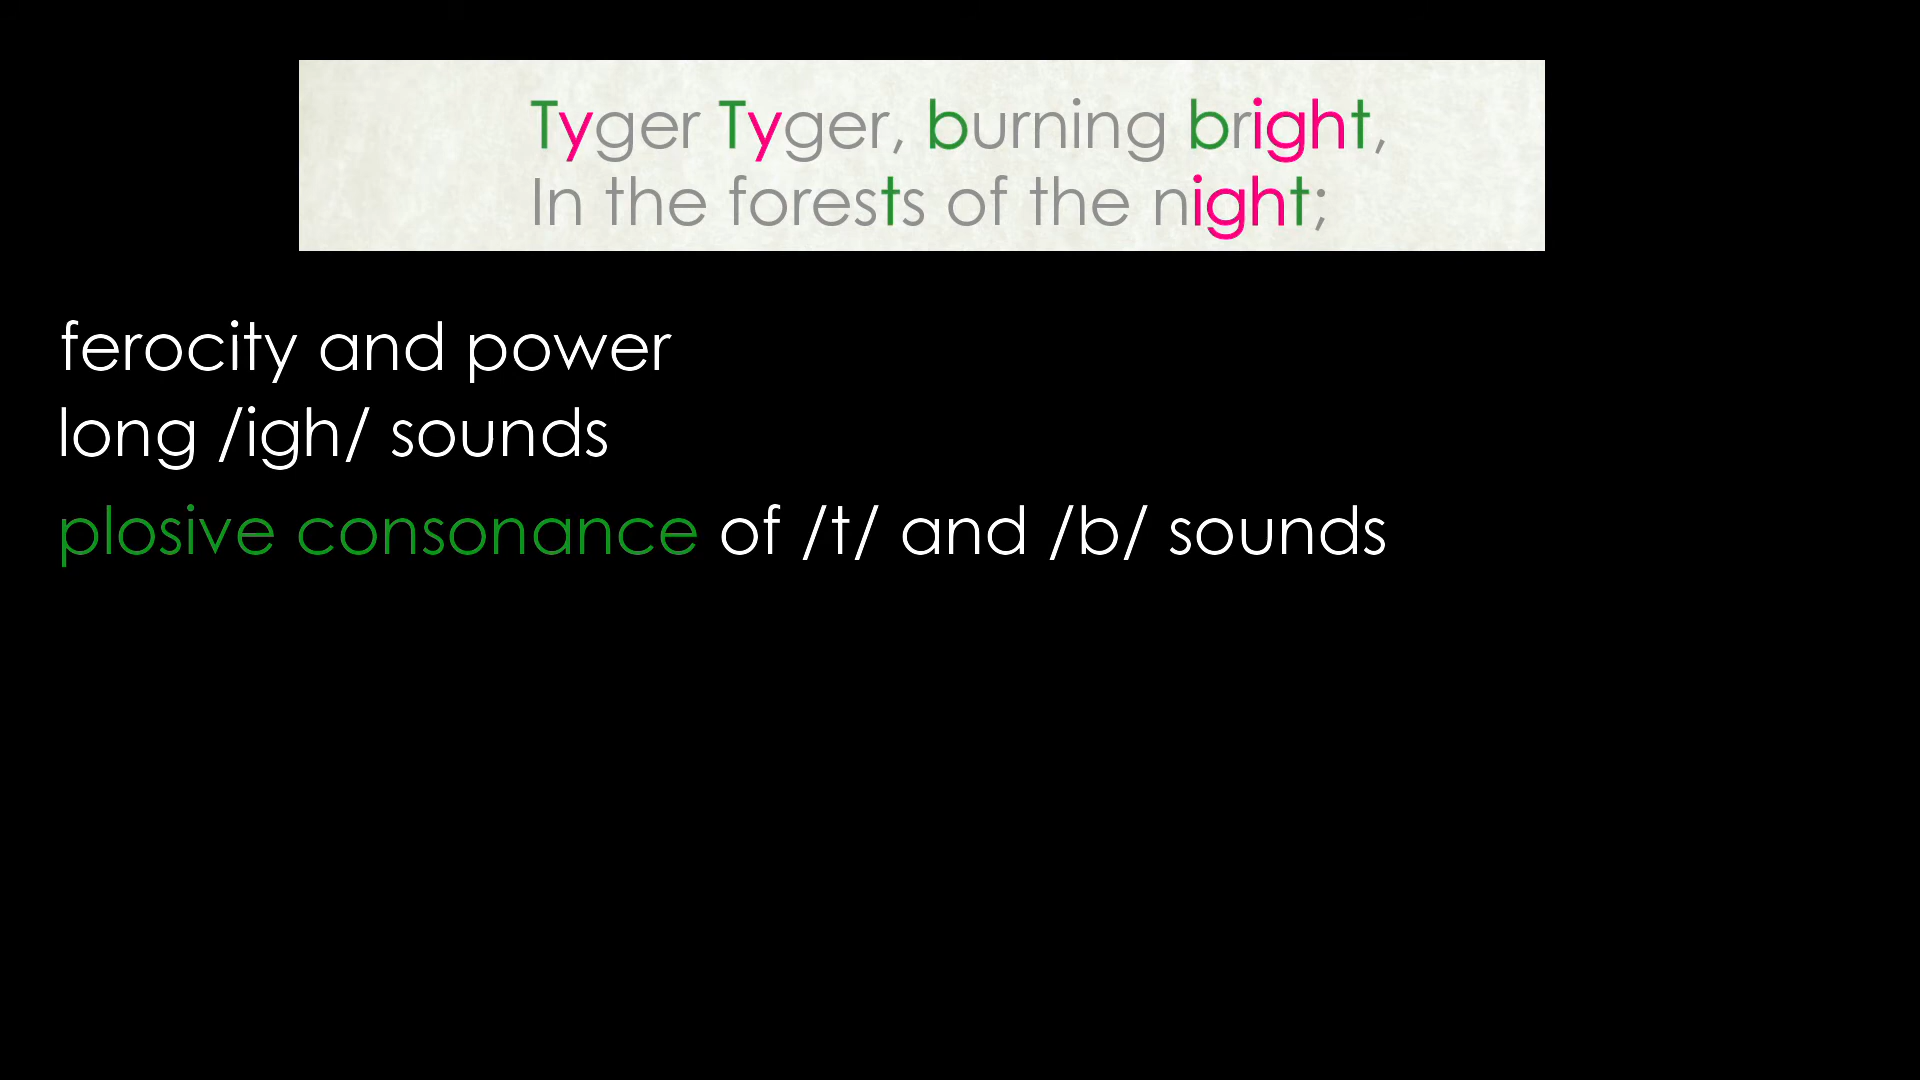 Tyger Tyger, burning bright,
In the forests of the night;
ferocity and power
long /igh/ sounds
plosive consonance of /t/ and /b/ sounds